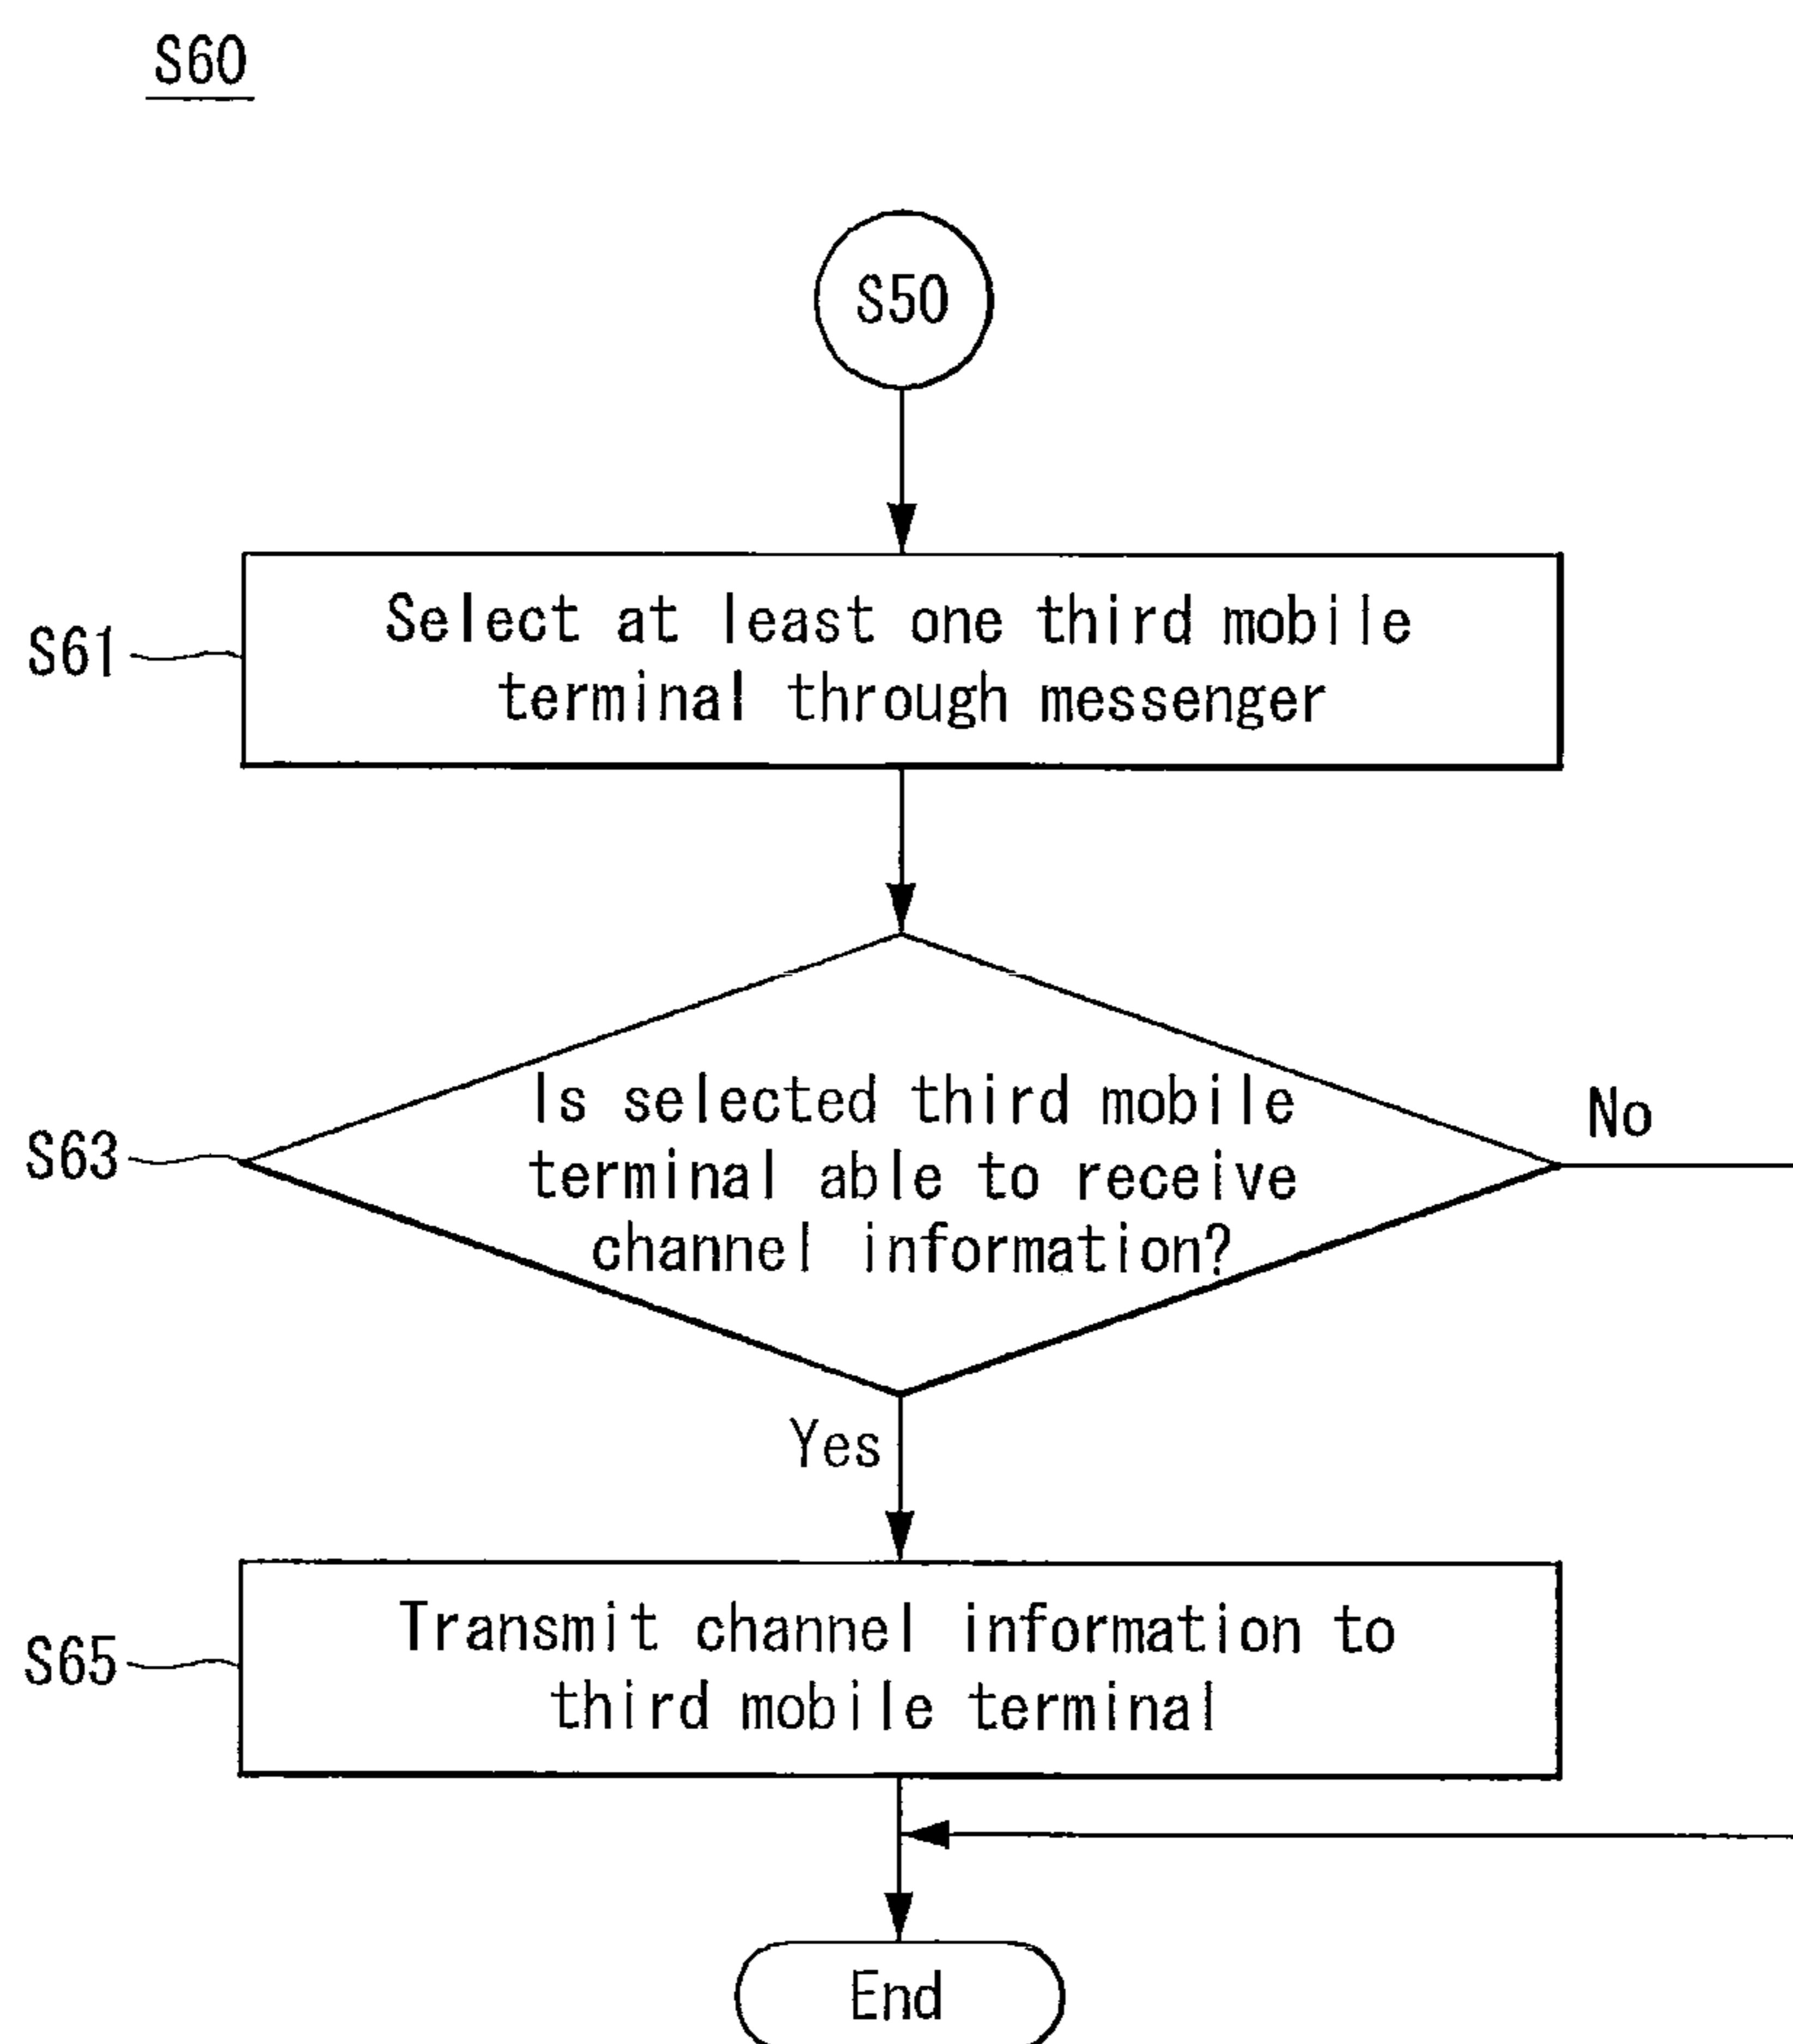 S60
S50
S61
Select at least one third mobile
terminal through messenger
S63
Is selected third mobile
terminal able to receive
channel information?
No
Yes
S65
Transmit channel information to
third mobile terminal
End